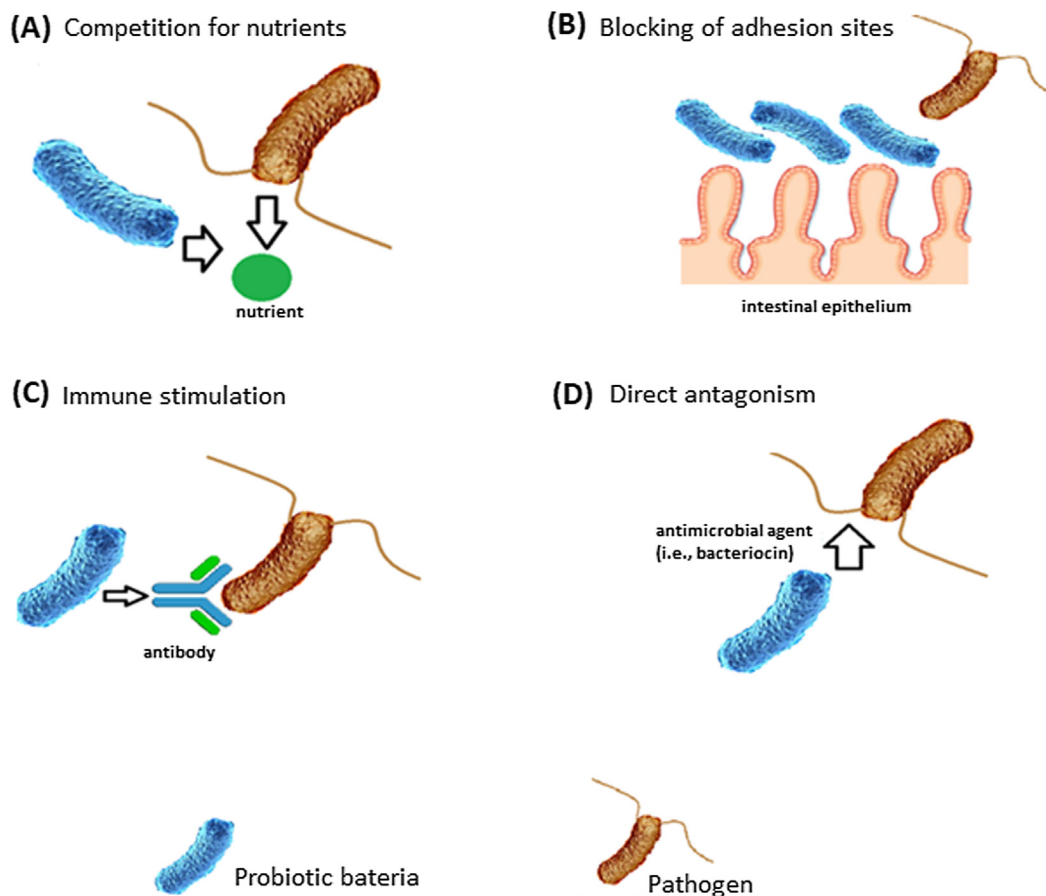 (A) Competition for nutrients
(B) Blocking of adhesion sites
nutrient
intestinal epithelium
(C) Immune stimulation
(D) Direct antagonism
antimicrobial agent
(i.e., bacteriocin)
antibody
Probiotic bateria
Pathogen